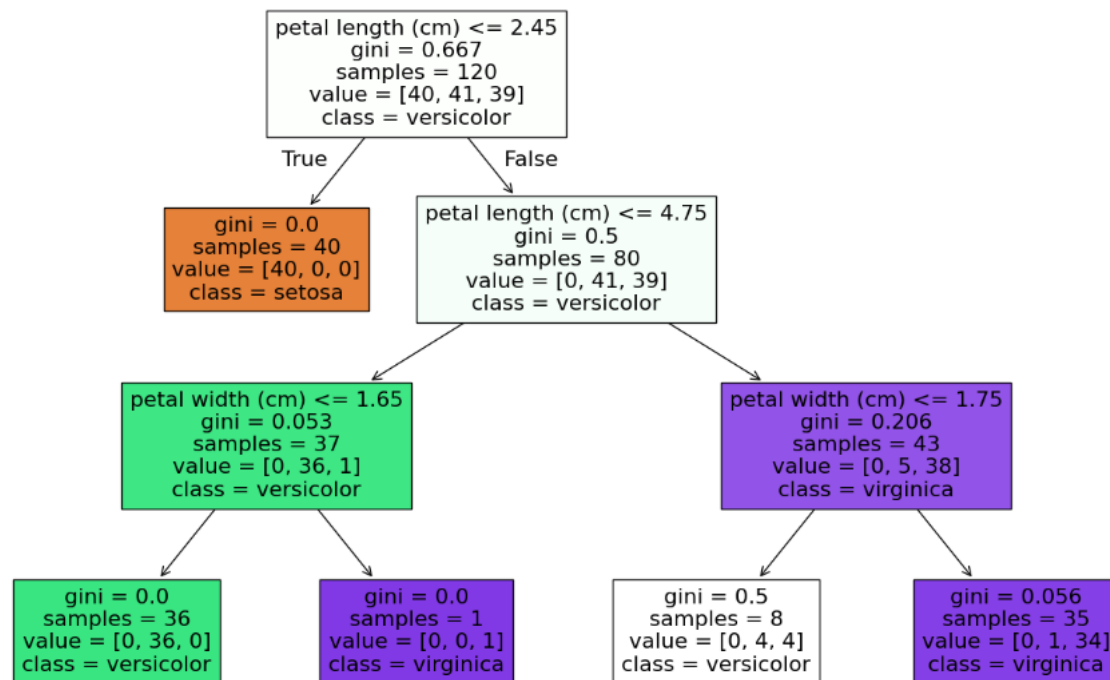 petal length (cm) <= 2.45
gini = 0.667
samples = 120
value = [40, 41, 39]
class = versicolor
True
False
gini = 0.0
samples = 40
value = [40, 0, 0]
class = setosa
petal length (cm) <= 4.75
gini = 0.5
samples = 80
value = [0, 41, 39]
class = versicolor
petal width (cm) <= 1.65
gini = 0.053
samples = 37
value = [0, 36, 1]
class = versicolor
petal width (cm) <= 1.75
gini = 0.206
samples = 43
value = [0, 5, 38]
class = virginica
gini = 0.0
samples = 36
value = [0, 36, 0]
class = versicolor
gini = 0.0
samples = 1
value = [0, 0, 1]
class = virginica
gini = 0.5
samples = 8
value = [0, 4, 4]
class = versicolor
gini = 0.056
samples = 35
value = [0, 1, 34]
class = virginica